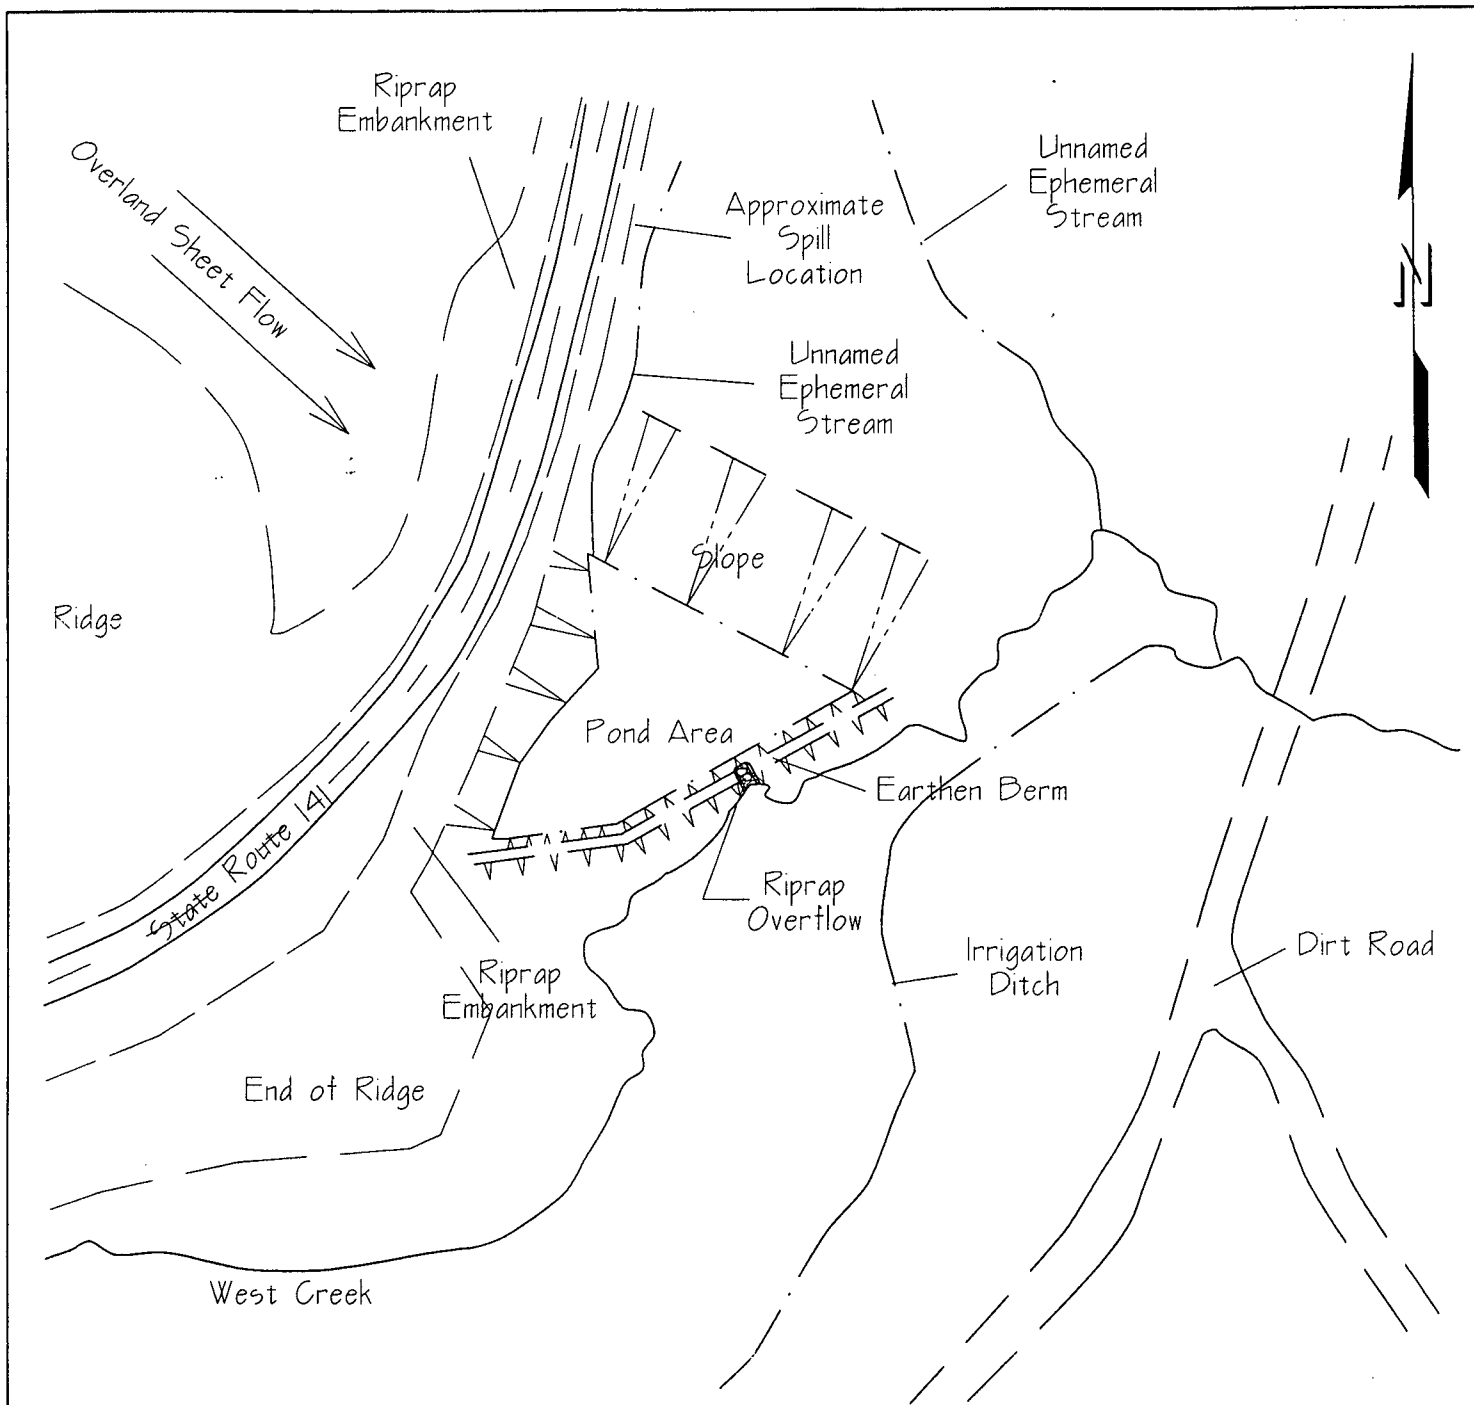 Riprap
Embankment
Overland Sheet Flow
Unnamed
Ephemeral
Stream
Approximate
Spill
Location
N
Unnamed
Ephemeral
Stream
Slope
Ridge
Pond Area
Earthen Berm
State Route 141
Riprap
Overflow
Irrigation
Ditch
Dirt Road
Riprap
Embankment
End of Ridge
West Creek